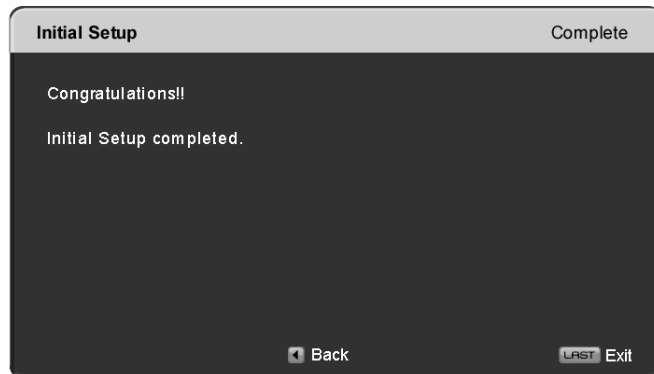 Initial Setup Complete
Congratulations!!
Initial Setup completed.
Back LAST Exit